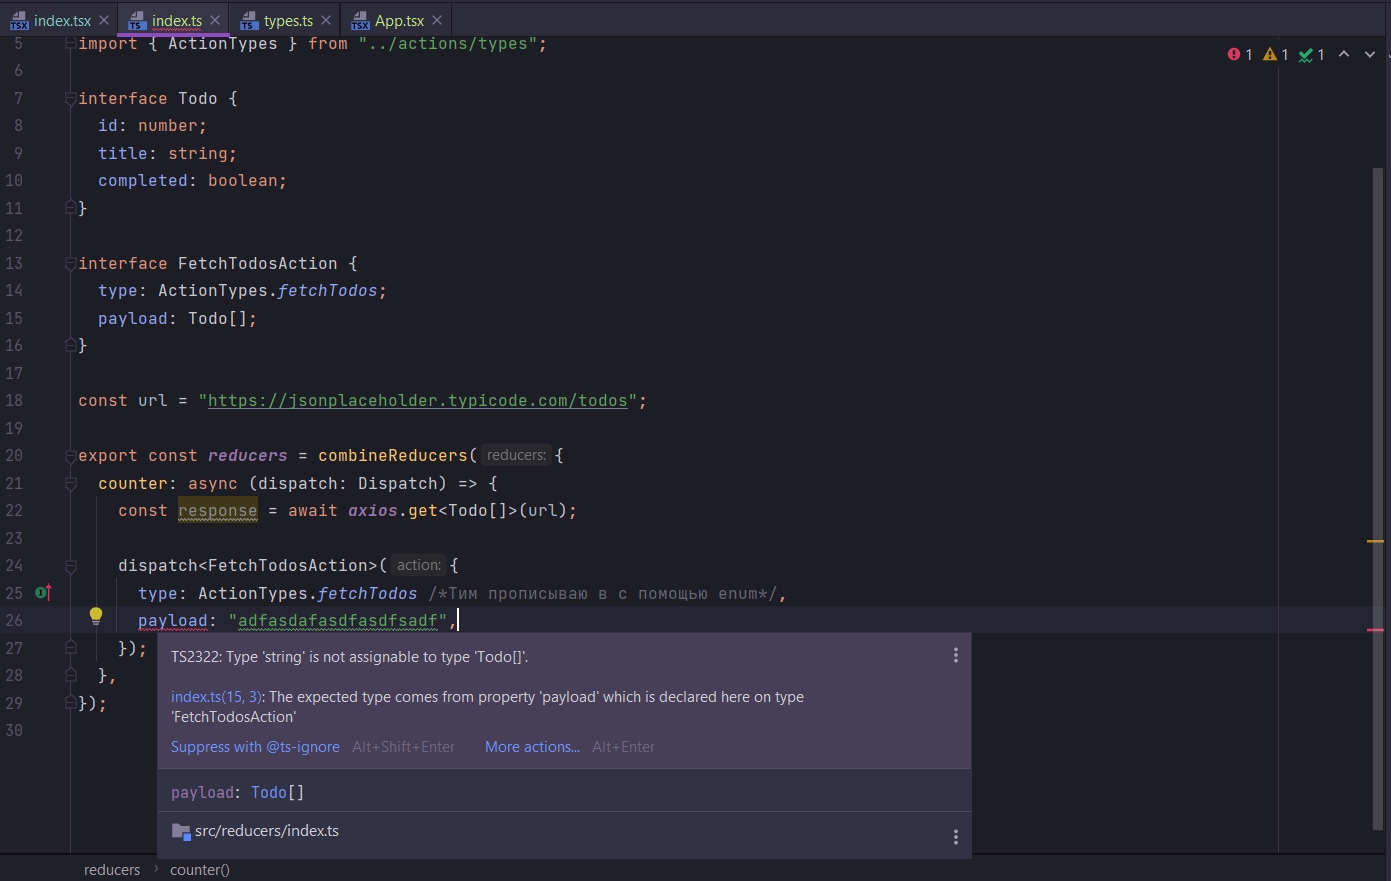 index.tsx index.ts types.ts App.tsx
5 import { ActionTypes } from "../actions/types";
1 1 1
6
7 interface Todo {
8 id: number;
9 title: string;
10 completed: boolean;
11 }
12
13 interface FetchTodosAction {
14 type: ActionTypes.fetchTodos;
15 payload: Todo[];
16 }
17
18 const url = "https://jsonplaceholder.typicode.com/todos";
19
20 export const reducers = combineReducers( reducers: {
21 counter: async (dispatch: Dispatch) => {
22 const response = await axios.get<Todo[]>(url);
23
24 dispatch<FetchTodosAction>( action: {
25 type: ActionTypes.fetchTodos /*Тим прописываю в с помощью enum*/,
26 payload: "adfasdafasdfasdfsadf",
27 });
28 },
29 });
30
TS2322: Type 'string' is not assignable to type 'Todo[]'.
index.ts(15, 3): The expected type comes from property 'payload' which is declared here on type
'FetchTodosAction'
Suppress with @ts-ignore Alt+Shift+Enter More actions... Alt+Enter
payload: Todo[]
src/reducers/index.ts
reducers › counter()